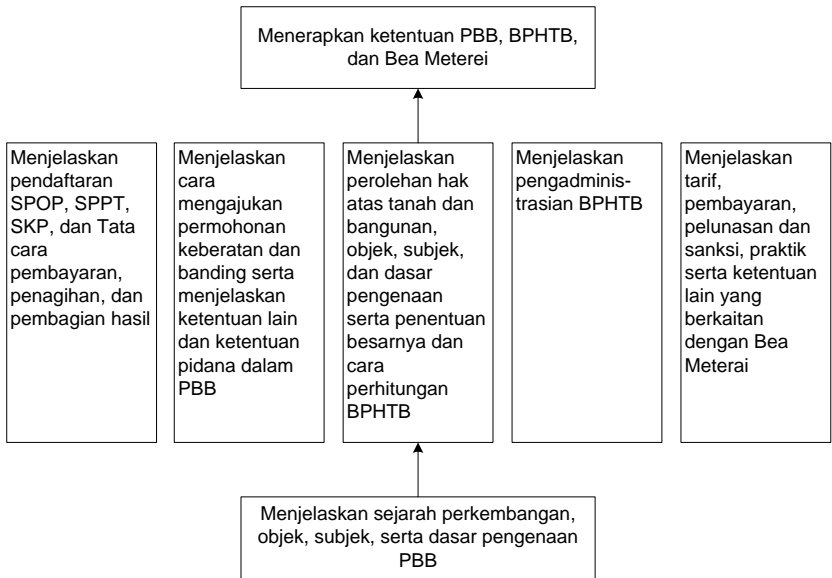 Menerapkan ketentuan PBB, BPHTB,
dan Bea Meterei
Menjelaskan
pendaftaran
SPOP, SPPT,
SKP, dan Tata
cara
pembayaran,
penagihan, dan
pembagian hasil
Menjelaskan
cara
mengajukan
permohonan
keberatan dan
banding serta
menjelaskan
ketentuan lain
dan ketentuan
pidana dalam
PBB
Menjelaskan
perolehan hak
atas tanah dan
bangunan,
objek, subjek,
dan dasar
pengenaan
serta penentuan
besarnya dan
cara
perhitungan
BPHTB
Menjelaskan
pengadminis-
trasian BPHTB
Menjelaskan
tarif,
pembayaran,
pelunasan dan
sanksi, praktik
serta ketentuan
lain yang
berkaitan
dengan Bea
Meterai
Menjelaskan sejarah perkembangan,
objek, subjek, serta dasar pengenaan
PBB